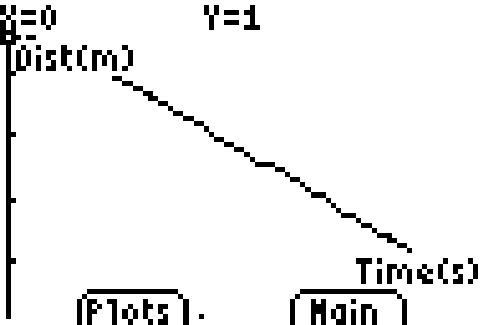 X=0 Y=1
Dist(m)
Time(s)
Plots Main